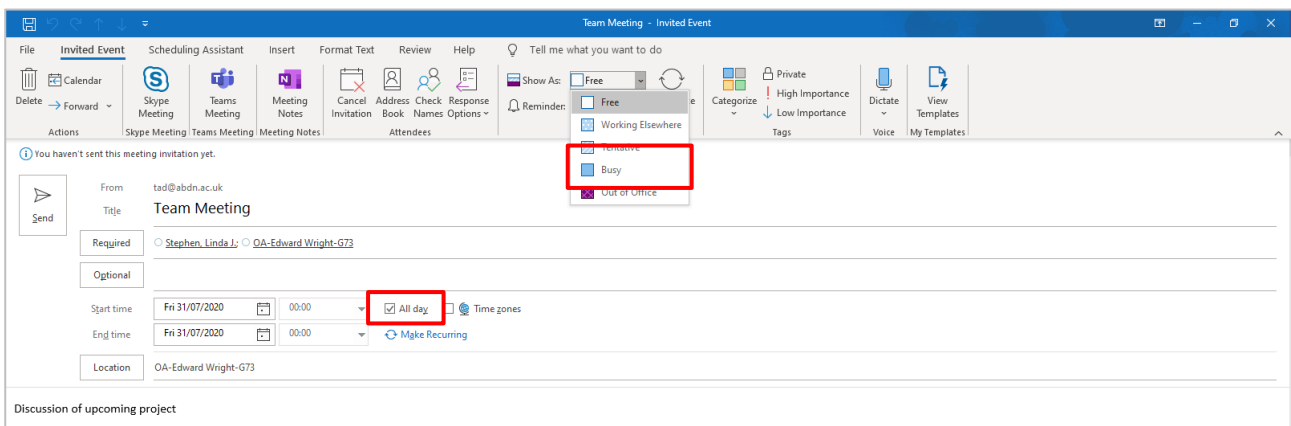 Team Meeting - Invited Event
File Invited Event Scheduling Assistant Insert Format Text Review Help Tell me what you want to do
Delete
Calendar
Forward
Skype Meeting
Teams Meeting
Meeting Notes
Cancel Invitation
Address Book
Check Names
Response Options
Show As: Free
Reminder:
Categorize
Private
High Importance
Low Importance
Dictate
View Templates
Actions Skype Meeting Teams Meeting Meeting Notes Attendees Tags Voice My Templates
Free
Working Elsewhere
Tentative
Busy
Out of Office
You haven't sent this meeting invitation yet.
Send
From tad@abdn.ac.uk
Title Team Meeting
Required Stephen, Linda J.; OA-Edward Wright-G73
Optional
Start time Fri 31/07/2020 00:00 All day Time zones
End time Fri 31/07/2020 00:00 Make Recurring
Location OA-Edward Wright-G73
Discussion of upcoming project